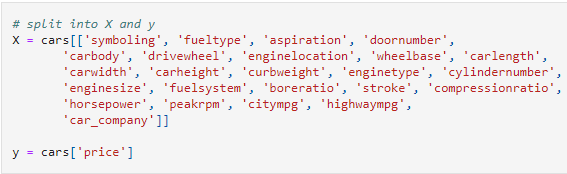 # split into X and y
X = cars[['symboling', 'fueltype', 'aspiration', 'doornumber',
'carbody', 'drivewheel', 'enginelocation', 'wheelbase', 'carlength',
'carwidth', 'carheight', 'curbweight', 'enginetype', 'cylindernumber',
'enginesize', 'fuelsystem', 'boreratio', 'stroke', 'compressionratio',
'horsepower', 'peakrpm', 'citympg', 'highwaympg',
'car_company']]
y = cars['price']